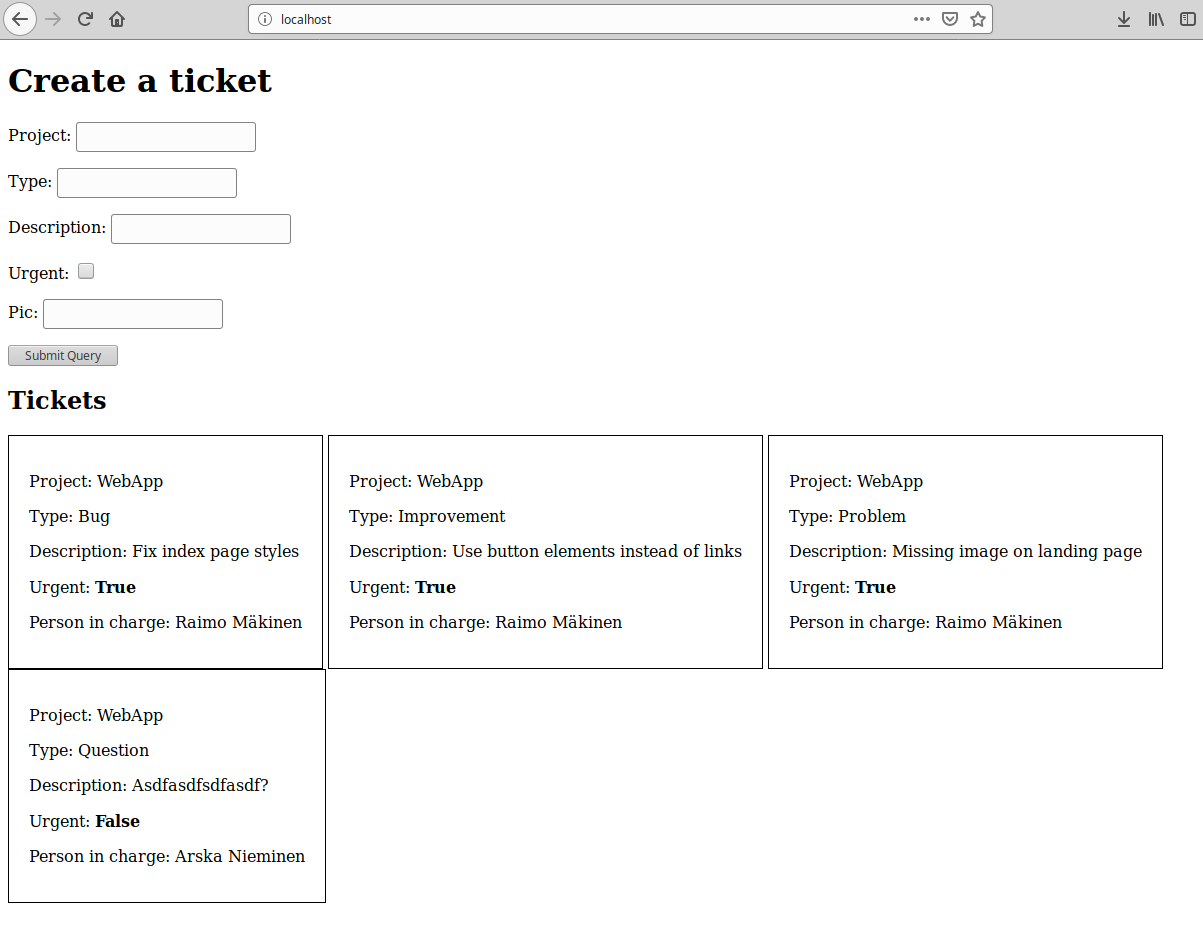 localhost
Create a ticket
Project:
Type:
Description:
Urgent:
Pic:
Submit Query
Tickets
Project: WebApp
Type: Bug
Description: Fix index page styles
Urgent: True
Person in charge: Raimo Mäkinen
Project: WebApp
Type: Improvement
Description: Use button elements instead of links
Urgent: True
Person in charge: Raimo Mäkinen
Project: WebApp
Type: Problem
Description: Missing image on landing page
Urgent: True
Person in charge: Raimo Mäkinen
Project: WebApp
Type: Question
Description: Asdfasdfsdfasdf?
Urgent: False
Person in charge: Arska Nieminen